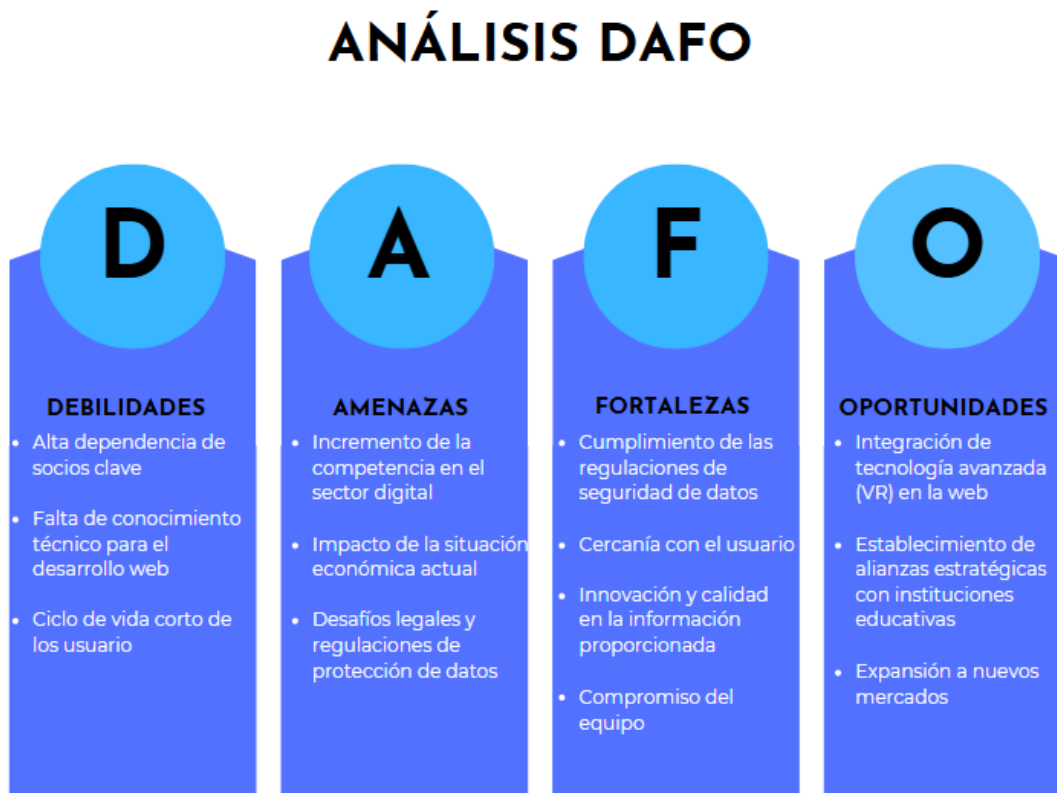 ANÁLISIS DAFO
D
DEBILIDADES
• Alta dependencia de
socios clave
• Falta de conocimiento
técnico para el
desarrollo web
• Ciclo de vida corto de
los usuario
A
AMENAZAS
• Incremento de la
competencia en el
sector digital
• Impacto de la situación
económica actual
• Desafíos legales y
regulaciones de
protección de datos
F
FORTALEZAS
• Cumplimiento de las
regulaciones de
seguridad de datos
• Cercanía con el usuario
• Innovación y calidad
en la información
proporcionada
• Compromiso del
equipo
O
OPORTUNIDADES
• Integración de
tecnología avanzada
(VR) en la web
• Establecimiento de
alianzas estratégicas
con instituciones
educativas
• Expansión a nuevos
mercados